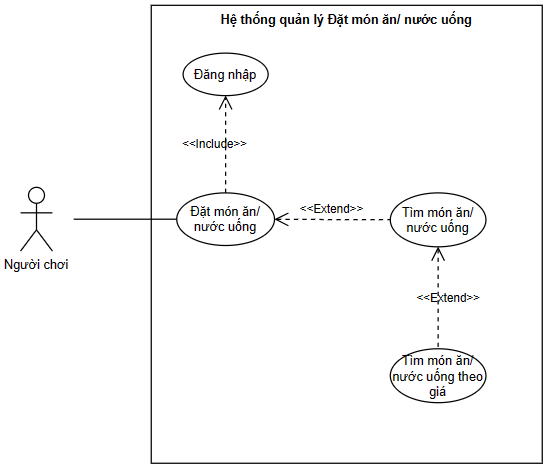 Hệ thống quản lý Đặt món ăn/ nước uống
Đăng nhập
<<Include>>
Đặt món ăn/
nước uống
<<Extend>>
Tìm món ăn/
nước uống
Người chơi
<<Extend>>
Tìm món ăn/
nước uống theo
giá